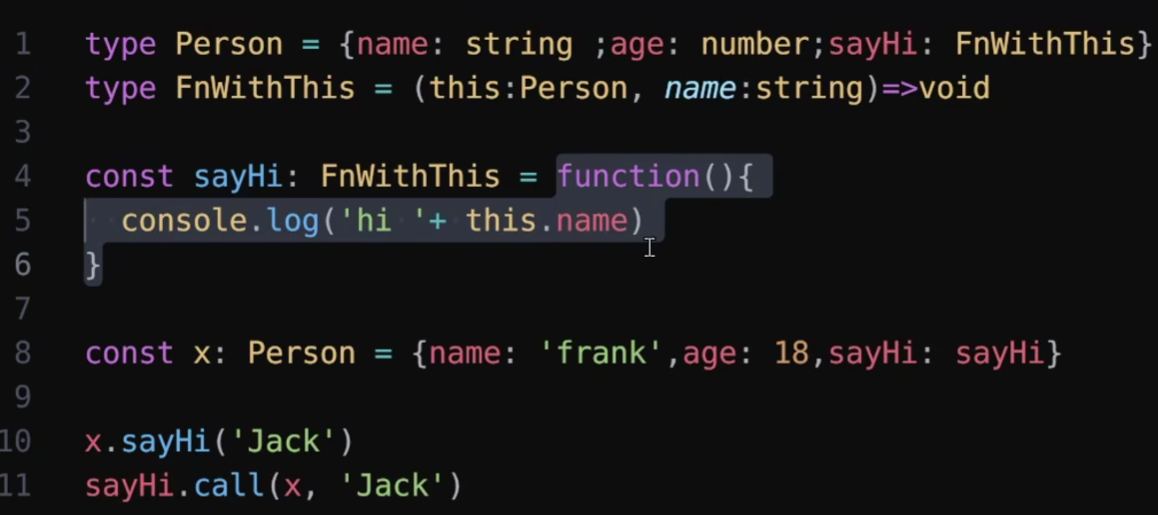 1 type Person = {name: string ;age: number;sayHi: FnWithThis}
2 type FnWithThis = (this:Person, name:string)=>void
3
4 const sayHi: FnWithThis = function(){
5   console.log('hi '+ this.name)
6 }
7
8 const x: Person = {name: 'frank',age: 18,sayHi: sayHi}
9
10 x.sayHi('Jack')
11 sayHi.call(x, 'Jack')